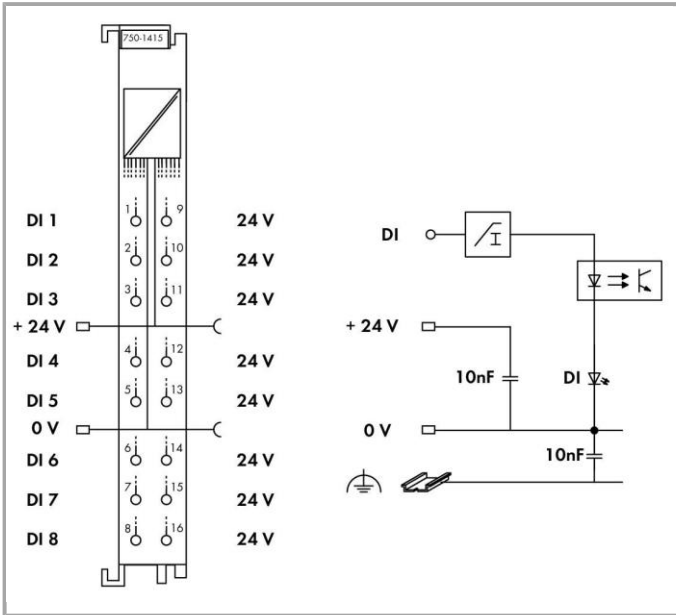 750-1415
DI 1 1 9 24 V
DI 2 2 10 24 V
DI 3 3 11 24 V
+ 24 V
DI 4 4 12 24 V
DI 5 5 13 24 V
0 V
DI 6 6 14 24 V
DI 7 7 15 24 V
DI 8 8 16 24 V
DI I
+ 24 V
10nF DI
0 V
10nF